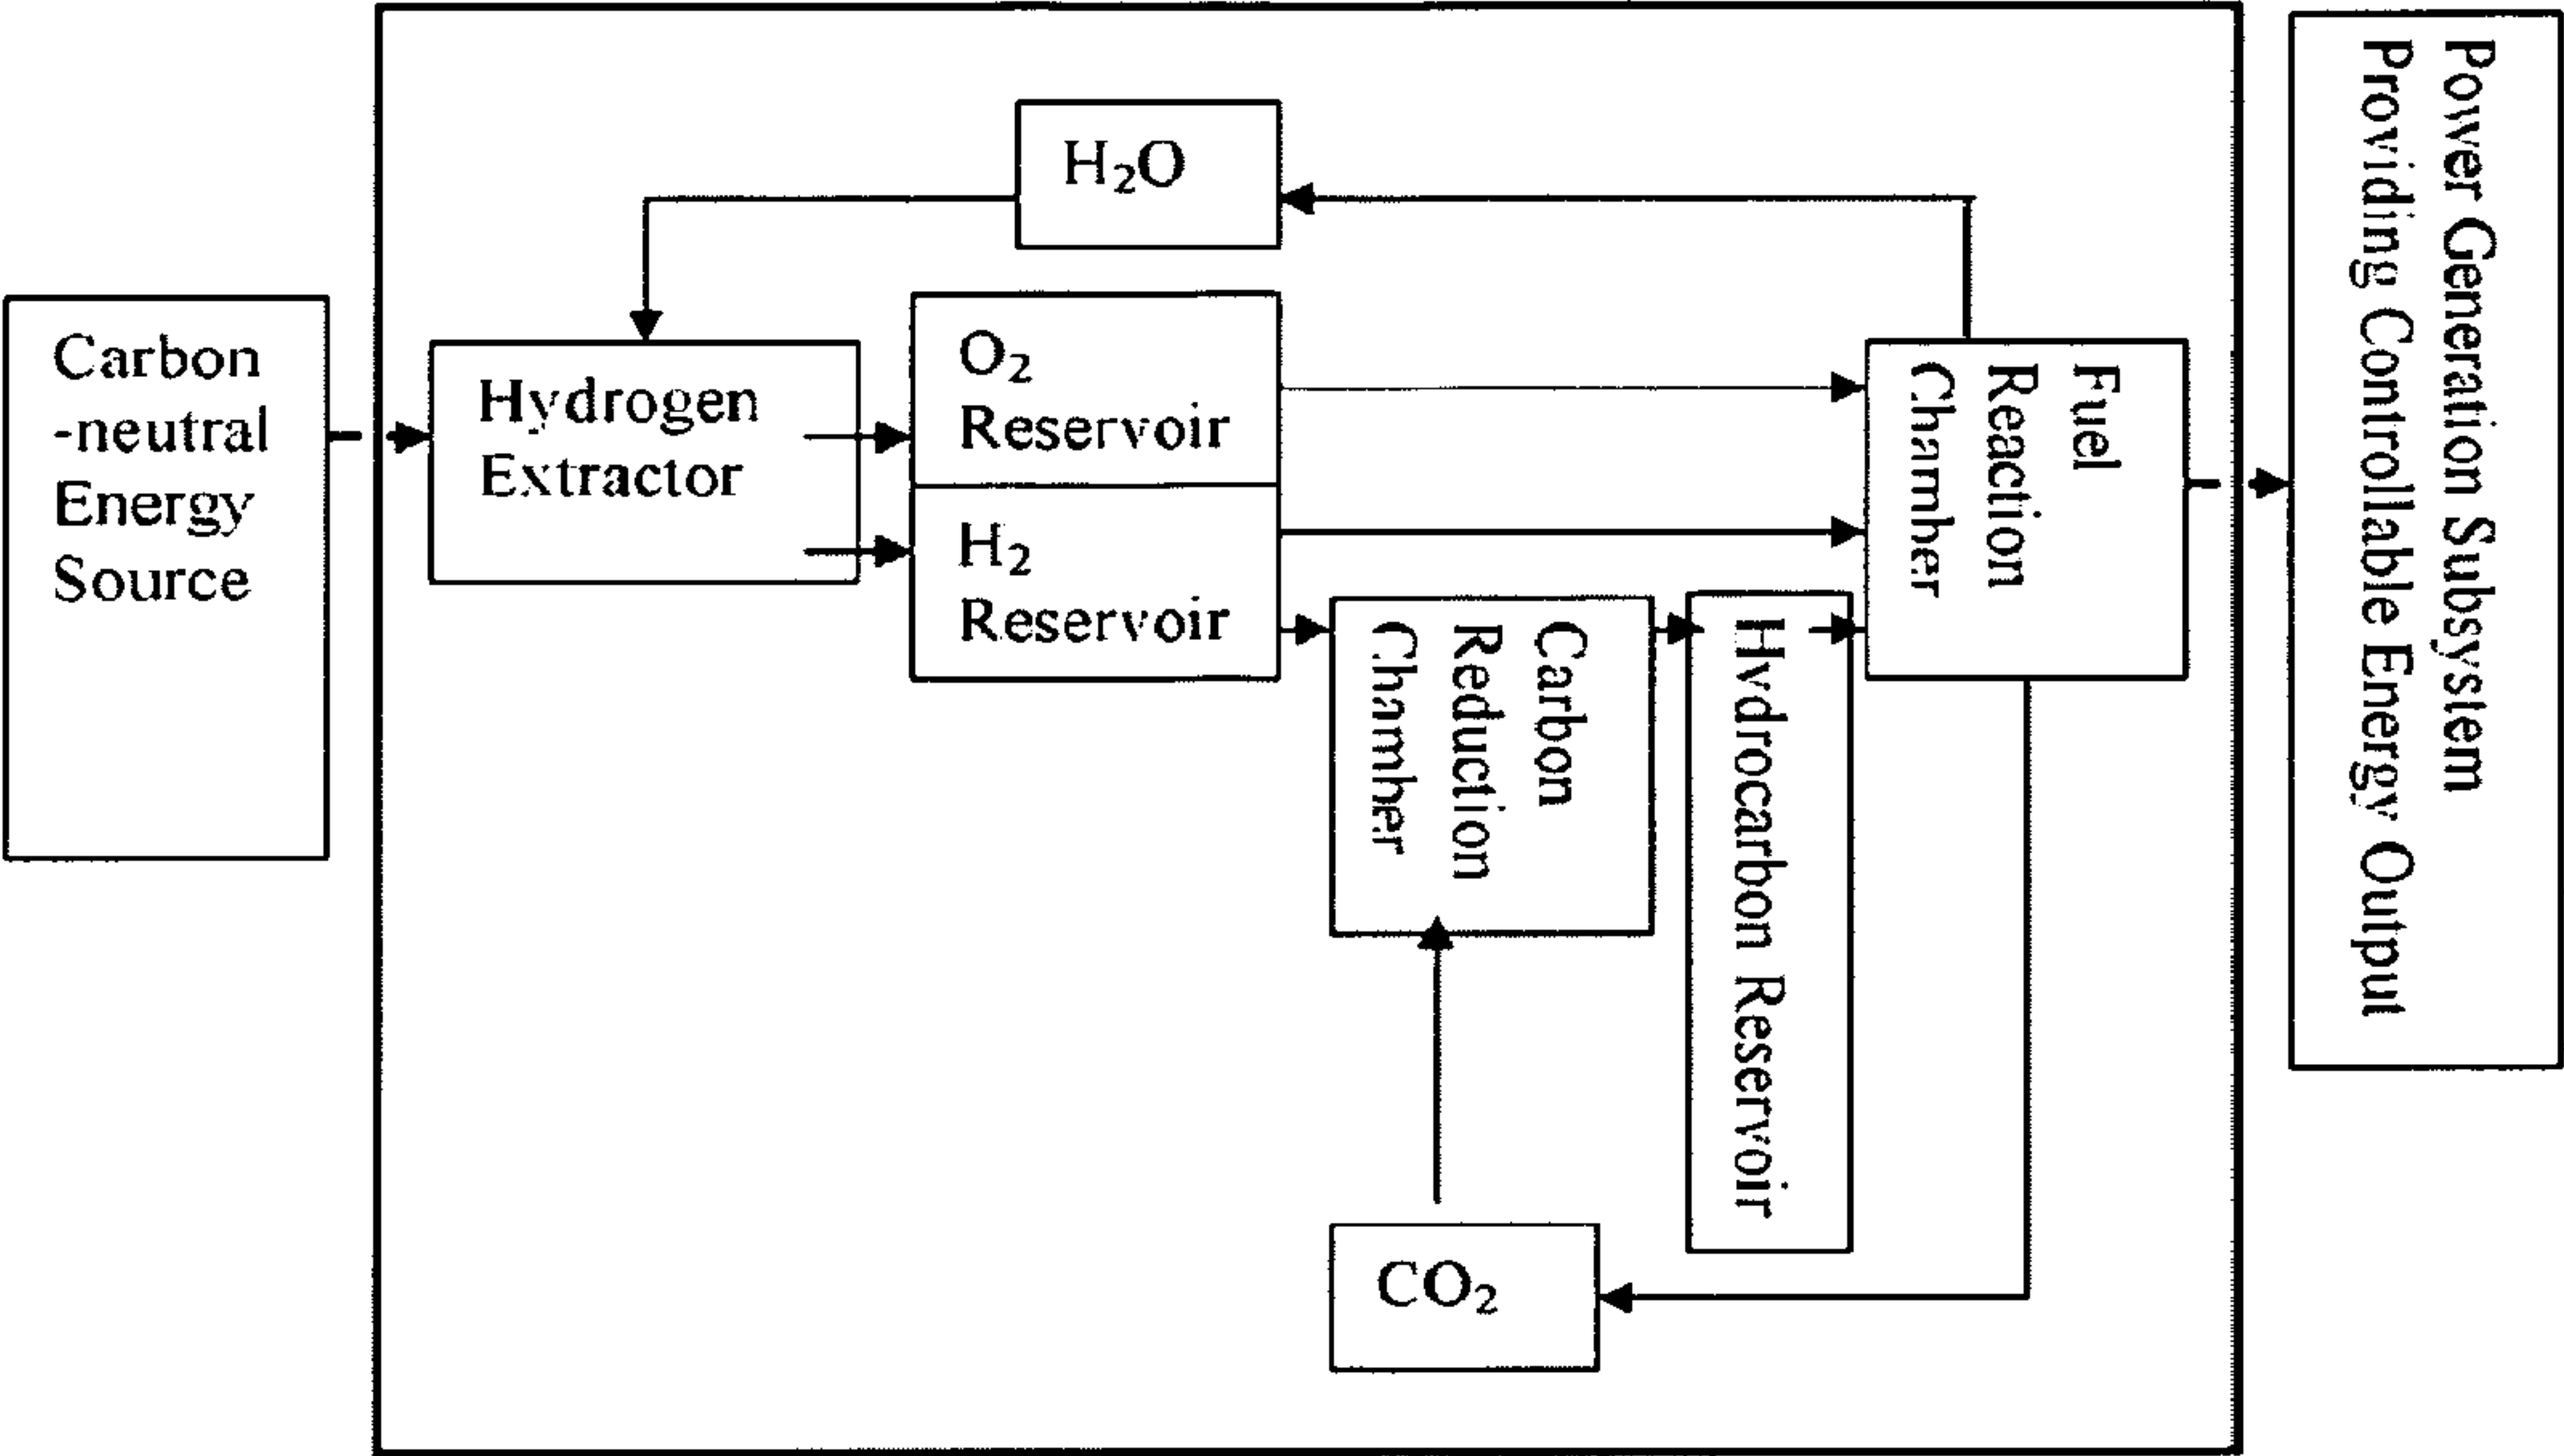 Carbon
-neutral
Energy
Source
H₂O
Hydrogen
Extractor
O₂
Reservoir
H₂
Reservoir
Carbon
Reduction
Chamber
Hydrocarbon Reservoir
CO₂
Fuel
Reaction
Chamber
Power Generation Subsystem
Providing Controllable Energy Output